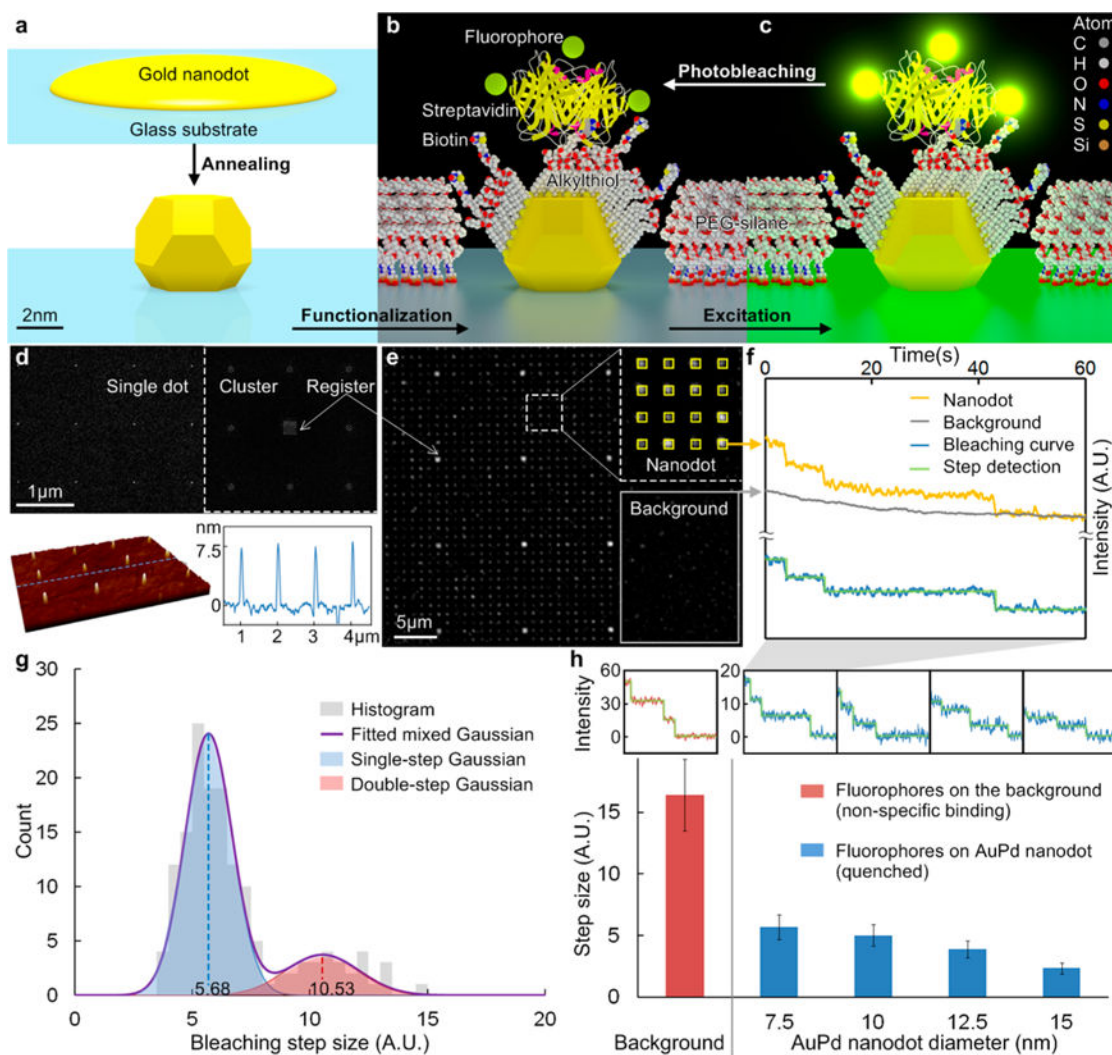 a
Gold nanodot
Glass substrate
Annealing
2nm
Functionalization
b
Fluorophore
Streptavidin
Biotin
Alkylthiol
PEG-silane
Photobleaching
Excitation
c
Atom
C
H
O
N
S
Si
d
Single dot
Cluster
Register
1μm
nm
7.5
0
1 2 3 4μm
e
Nanodot
Background
5μm
f
Time(s)
0 20 40 60
Nanodot
Background
Bleaching curve
Step detection
Intensity (A.U.)
g
30
25
20
15
10
5
0
Count
Histogram
Fitted mixed Gaussian
Single-step Gaussian
Double-step Gaussian
5.68 10.53
0 5 10 15 20
Bleaching step size (A.U.)
h
Intensity
60
30
0
20
10
0
Step size (A.U.)
15
10
5
0
Fluorophores on the background
(non-specific binding)
Fluorophores on AuPd nanodot
(quenched)
7.5 10 12.5 15
Background AuPd nanodot diameter (nm)